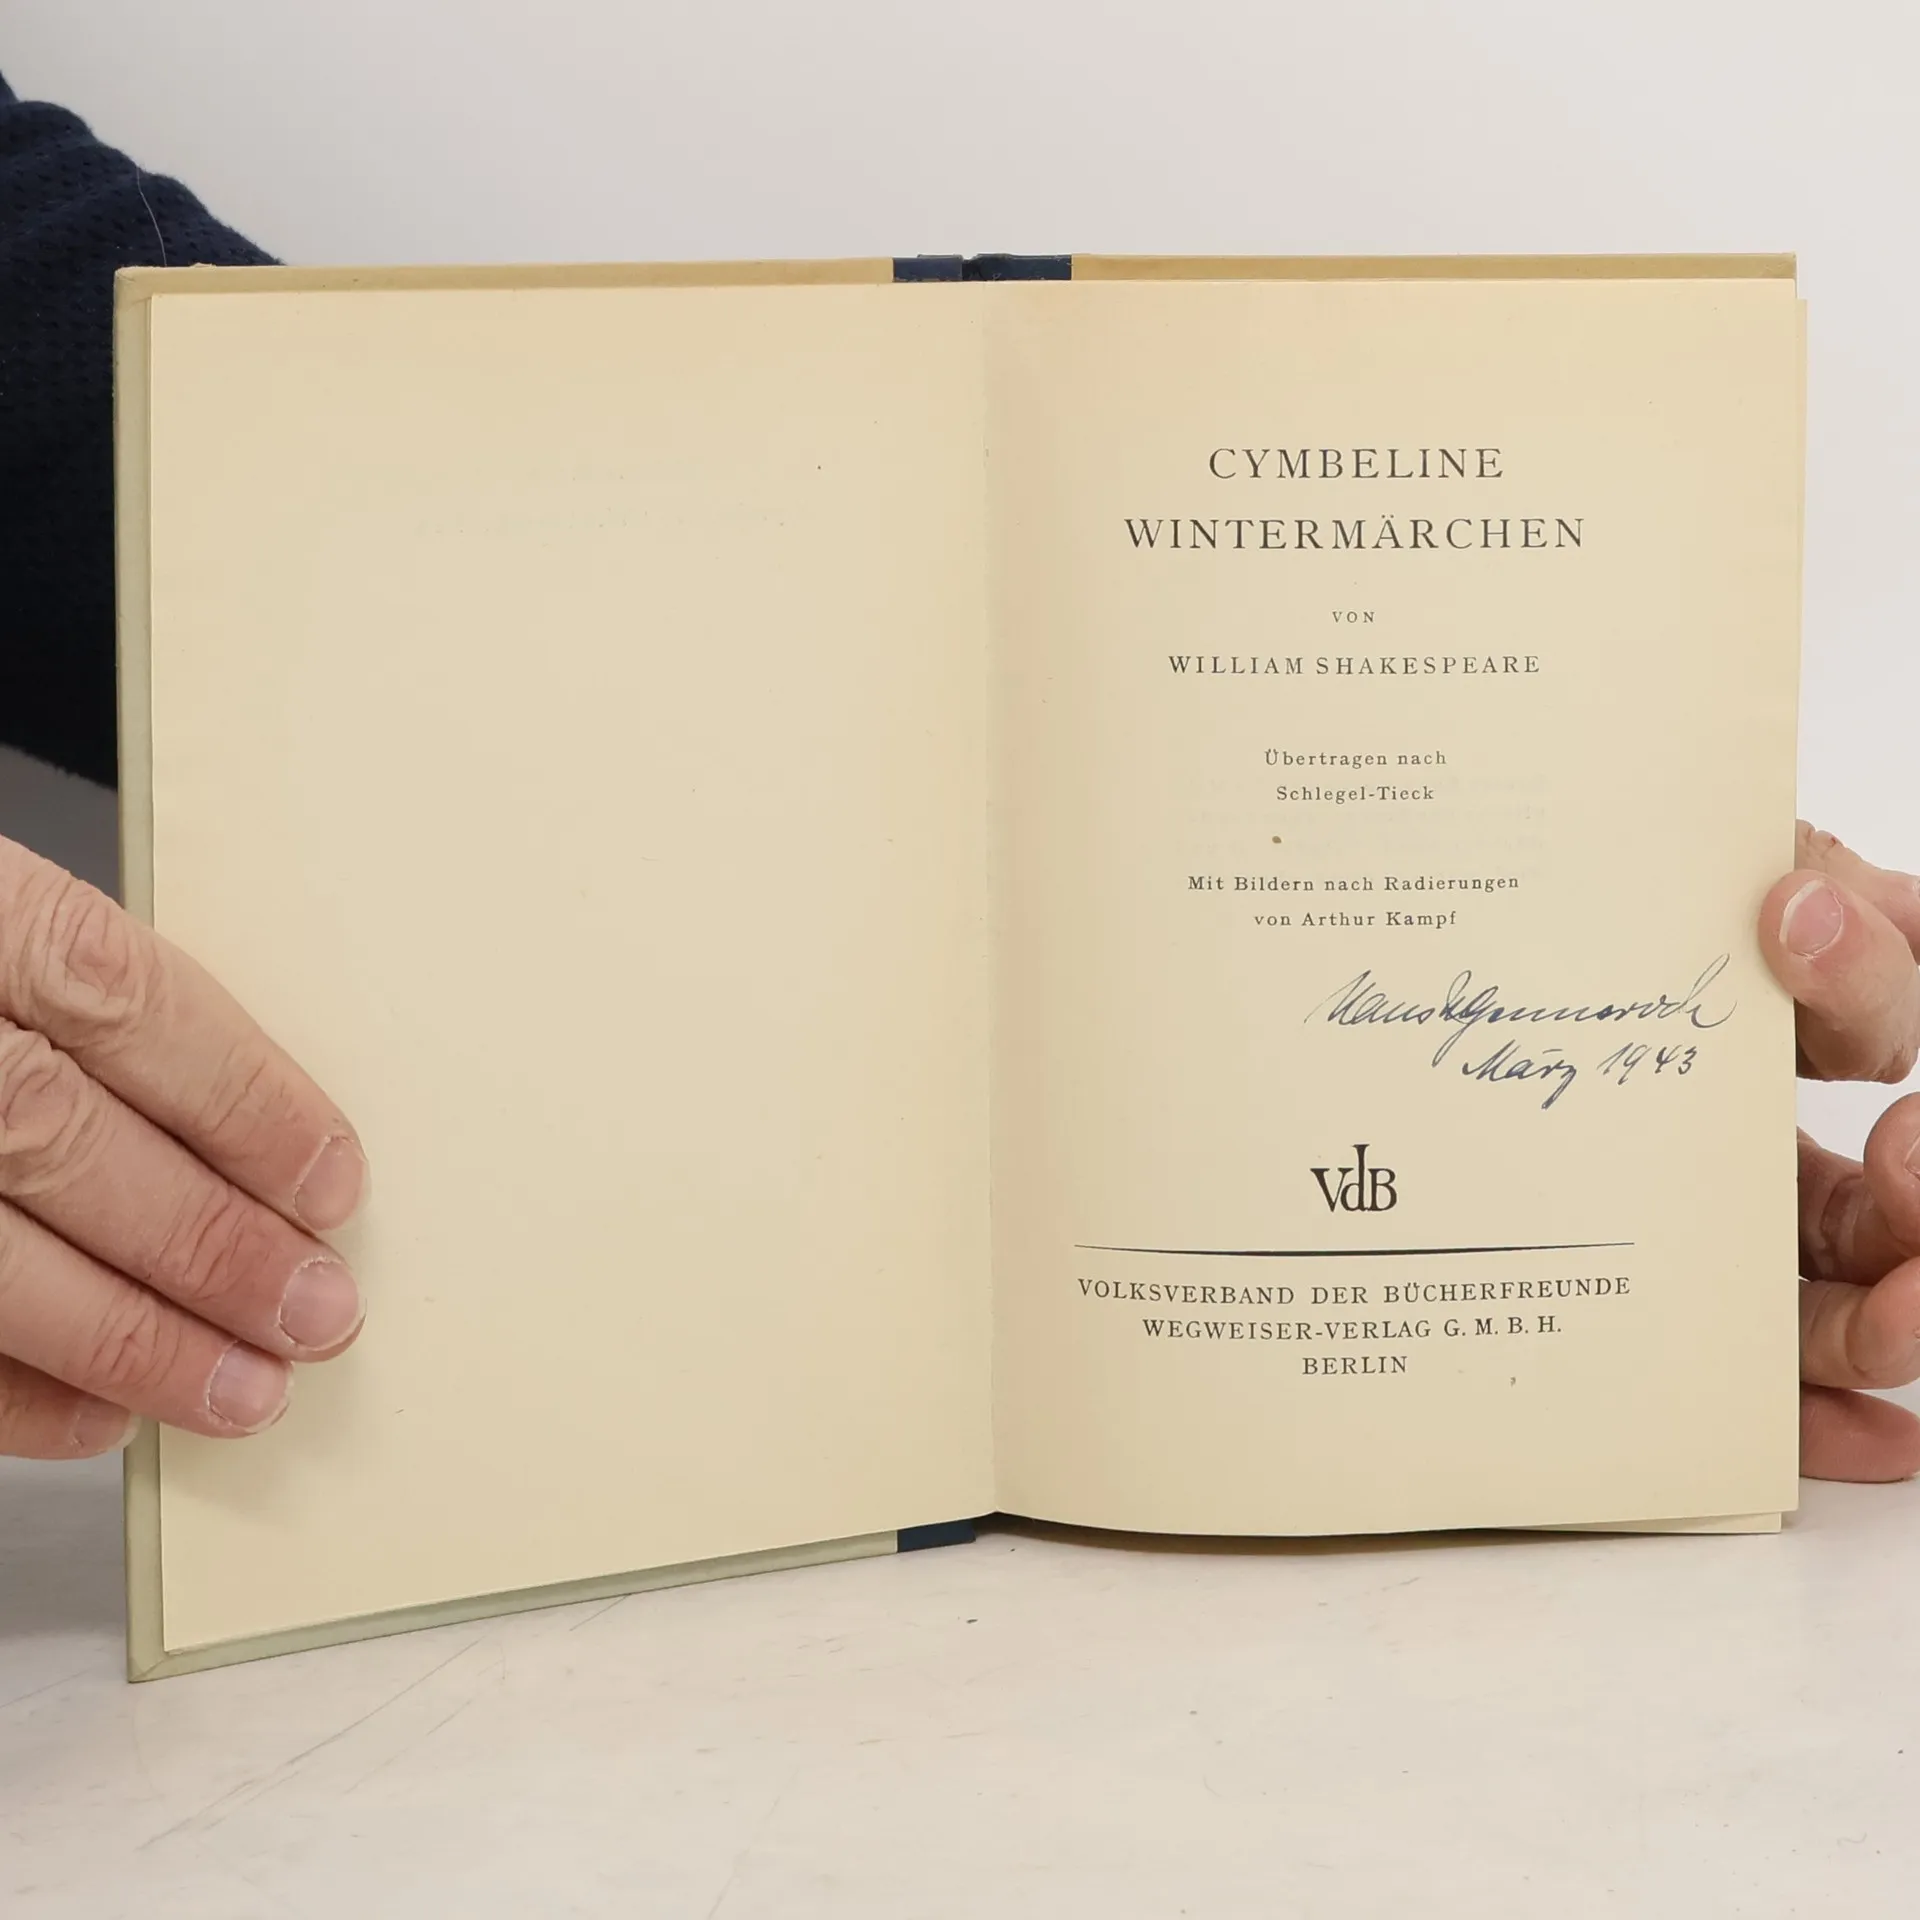 CYMBELINE
WINTERMÄRCHEN
VON
WILLIAM SHAKESPEARE
Übertragen nach
Schlegel-Tieck
Mit Bildern nach Radierungen
von Arthur Kampf
März 1943
VdB
VOLKSVERBAND DER BÜCHERFREUNDE
WEGWEISER-VERLAG G. M. B. H.
BERLIN